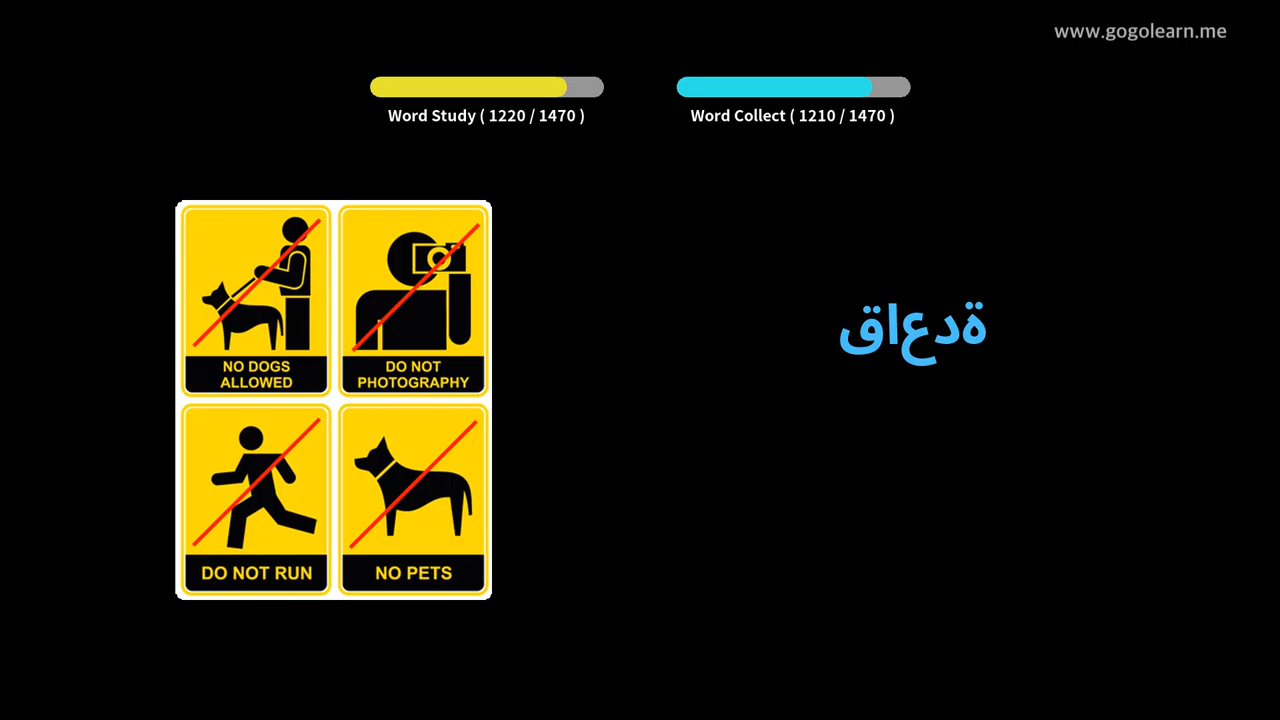 www.gogolearn.me
Word Study ( 1220 / 1470 )
Word Collect ( 1210 / 1470 )
NO DOGS
ALLOWED
DO NOT
PHOTOGRAPHY
قاعدة
DO NOT RUN
NO PETS